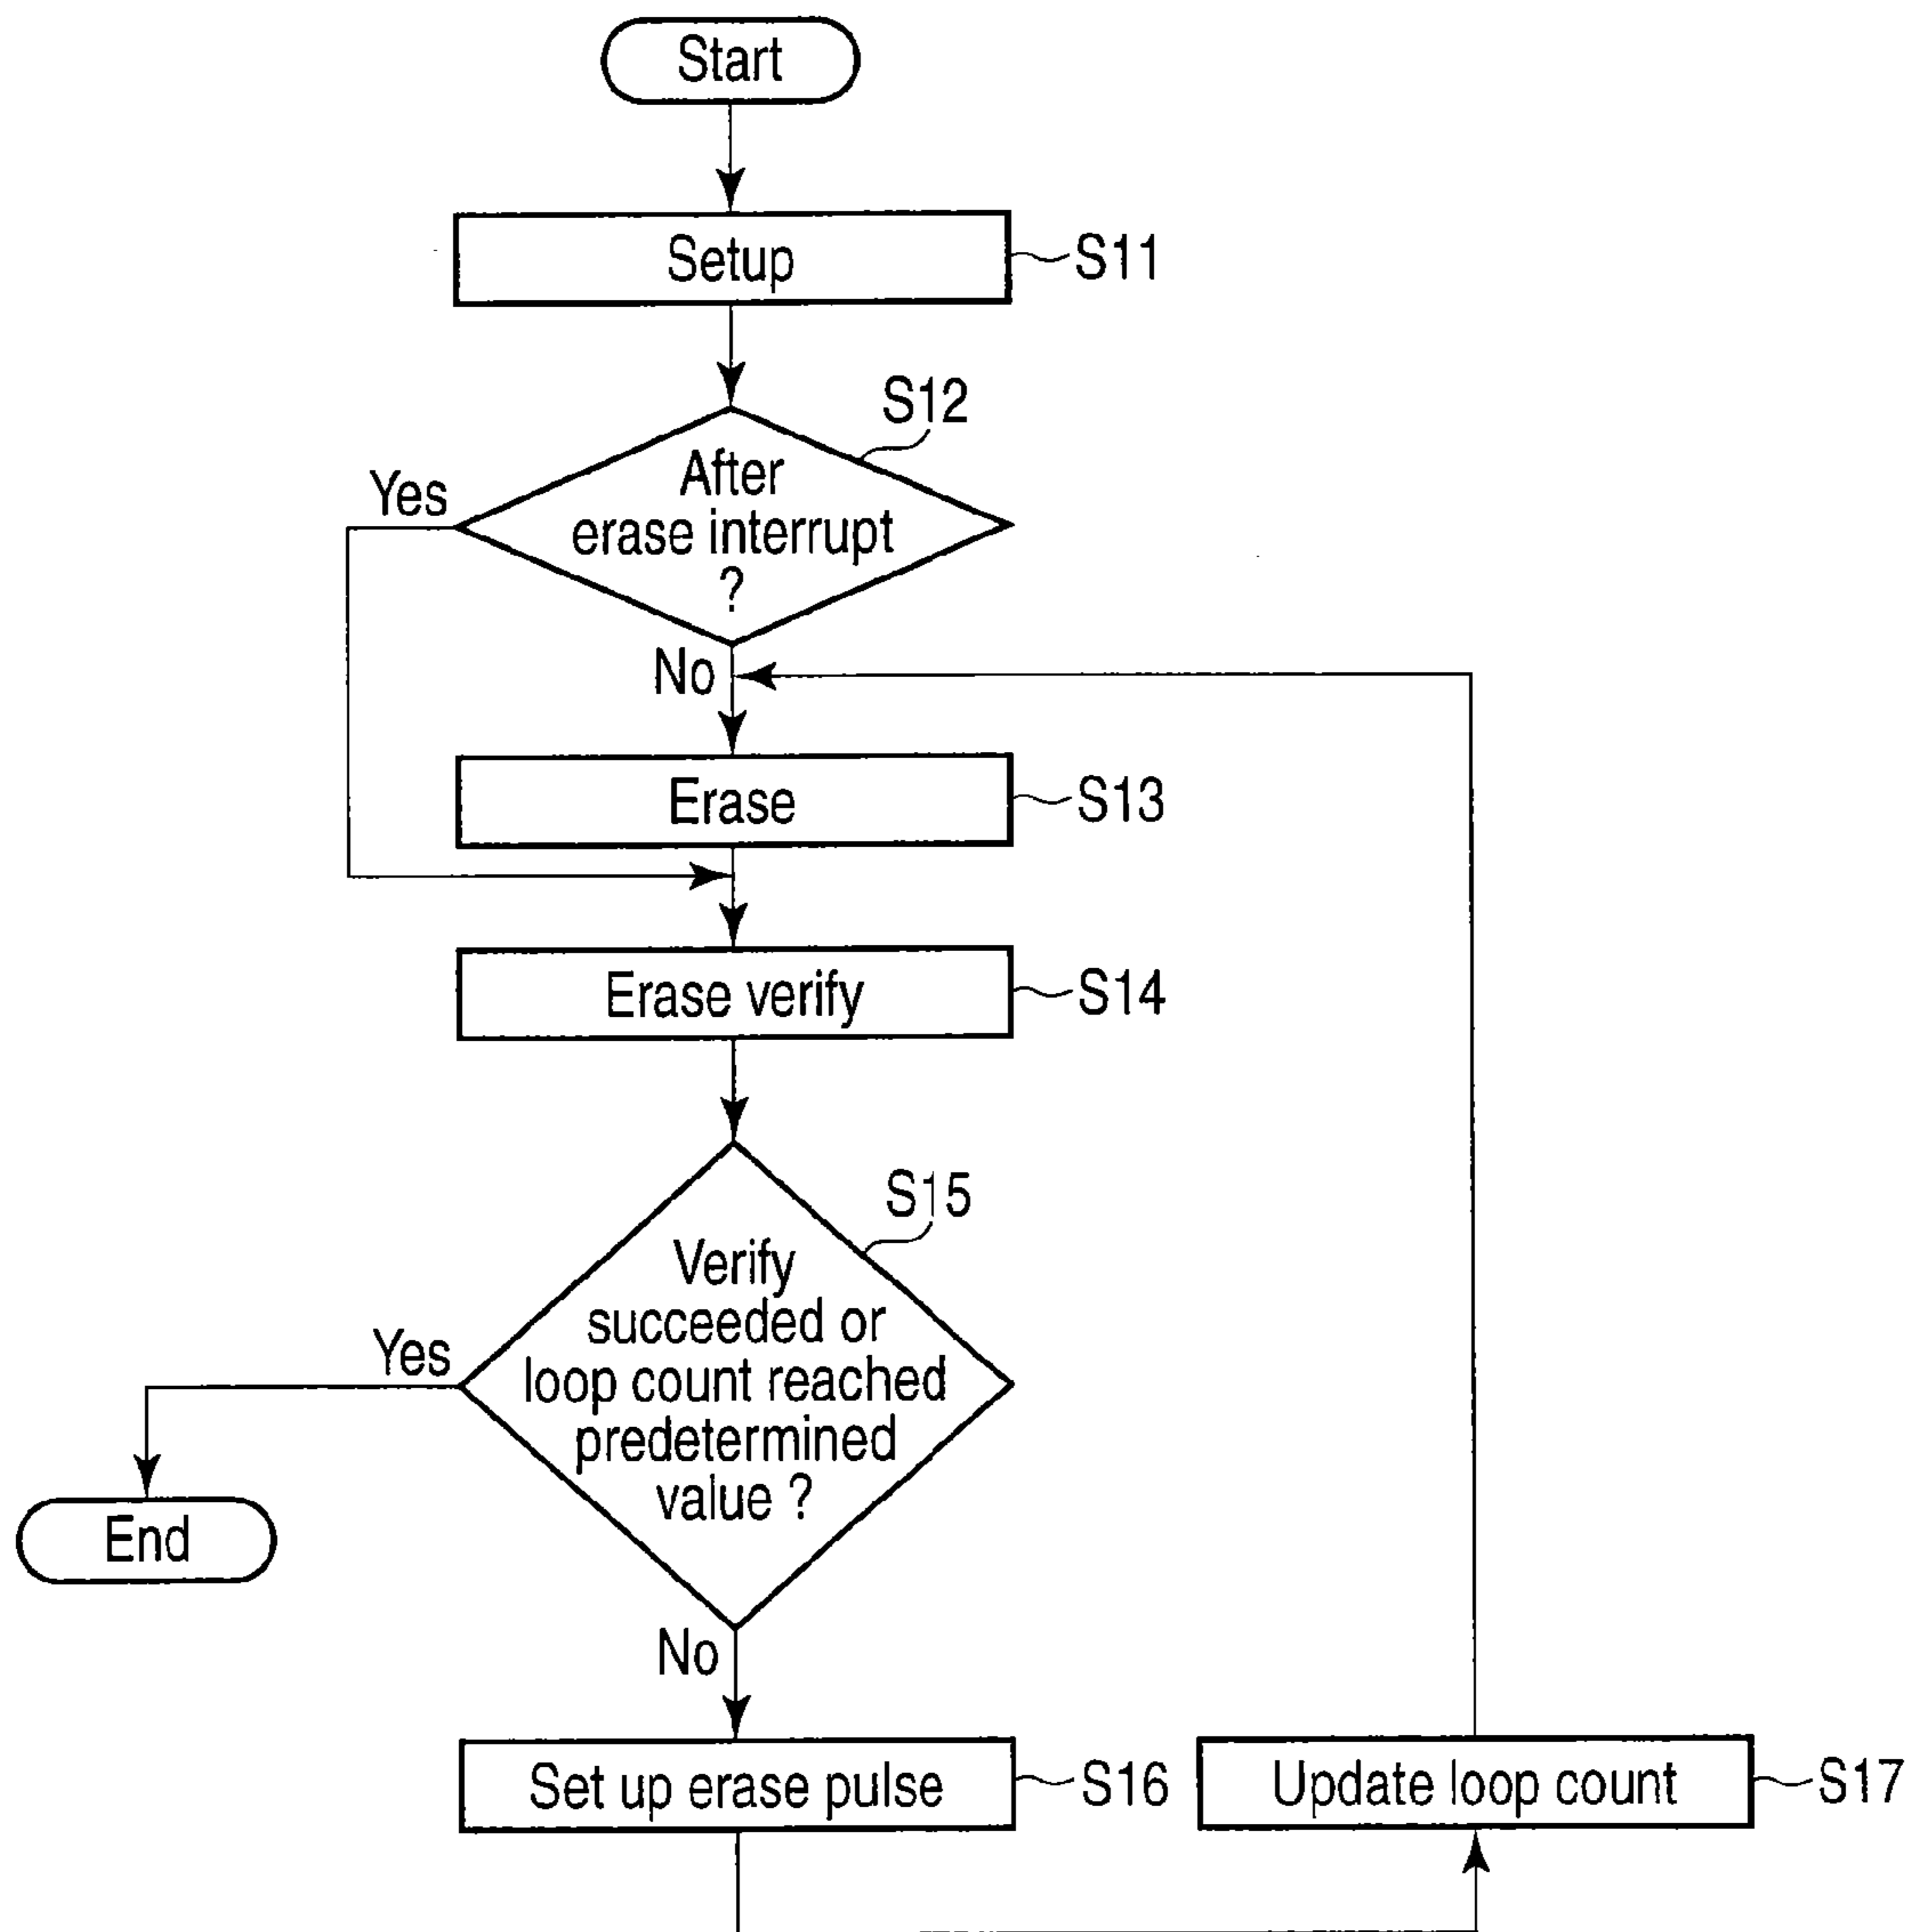 Start
Setup
S11
S12
After
erase interrupt
?
Yes
No
Erase
S13
Erase verify
S14
S15
Verify
succeeded or
loop count reached
predetermined
value ?
Yes
End
No
Set up erase pulse
S16
Update loop count
S17